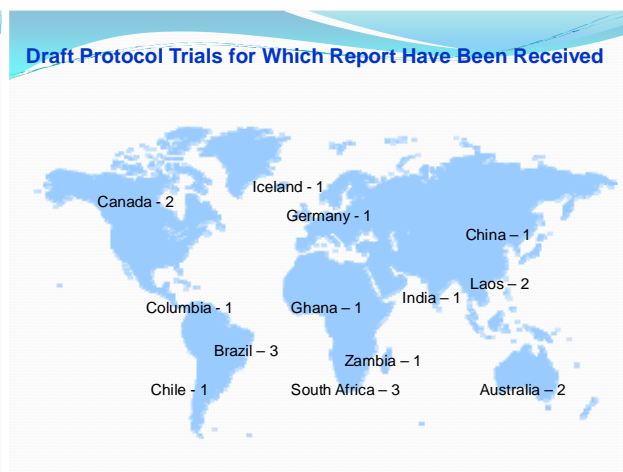 Draft Protocol Trials for Which Report Have Been Received
Iceland - 1
Canada - 2
Germany - 1
China – 1
Laos – 2
India – 1
Columbia - 1
Ghana – 1
Brazil – 3
Zambia – 1
Chile - 1
South Africa – 3
Australia – 2